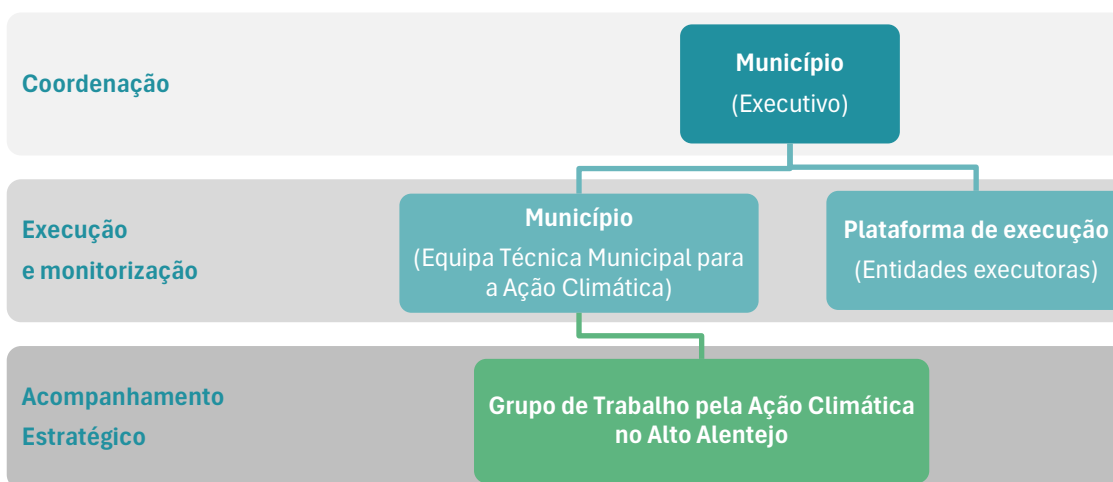 Coordenação
Município
(Executivo)
Execução
e monitorização
Município
(Equipa Técnica Municipal para
a Ação Climática)
Plataforma de execução
(Entidades executoras)
Acompanhamento
Estratégico
Grupo de Trabalho pela Ação Climática
no Alto Alentejo